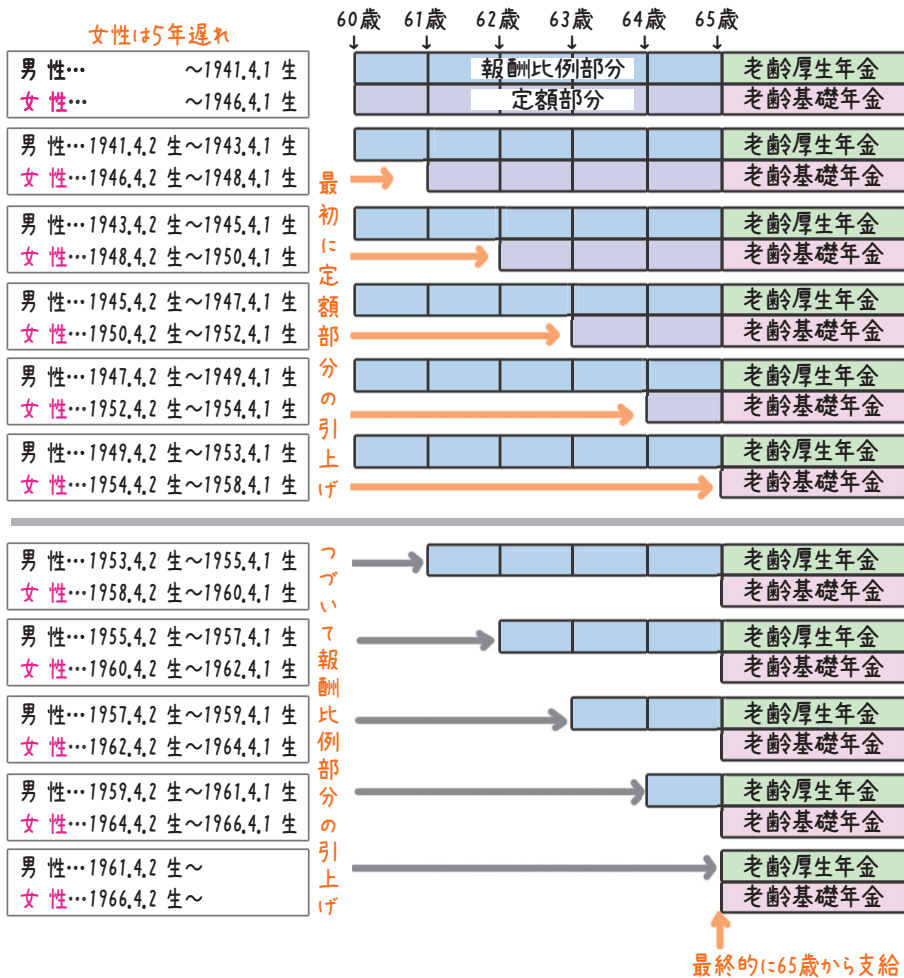 女性は5年遅れ
60歳 61歳 62歳 63歳 64歳 65歳
↓ ↓ ↓ ↓ ↓ ↓
男 性… ～1941.4.1 生
女 性… ～1946.4.1 生
報酬比例部分 老齢厚生年金
定額部分 老齢基礎年金
男 性…1941.4.2 生～1943.4.1 生
女 性…1946.4.2 生～1948.4.1 生
老齢厚生年金
老齢基礎年金
男 性…1943.4.2 生～1945.4.1 生
女 性…1948.4.2 生～1950.4.1 生
老齢厚生年金
老齢基礎年金
男 性…1945.4.2 生～1947.4.1 生
女 性…1950.4.2 生～1952.4.1 生
老齢厚生年金
老齢基礎年金
男 性…1947.4.2 生～1949.4.1 生
女 性…1952.4.2 生～1954.4.1 生
老齢厚生年金
老齢基礎年金
男 性…1949.4.2 生～1953.4.1 生
女 性…1954.4.2 生～1958.4.1 生
老齢厚生年金
老齢基礎年金
最初に定額部分の引上げ
男 性…1953.4.2 生～1955.4.1 生
女 性…1958.4.2 生～1960.4.1 生
老齢厚生年金
老齢基礎年金
男 性…1955.4.2 生～1957.4.1 生
女 性…1960.4.2 生～1962.4.1 生
老齢厚生年金
老齢基礎年金
男 性…1957.4.2 生～1959.4.1 生
女 性…1962.4.2 生～1964.4.1 生
老齢厚生年金
老齢基礎年金
男 性…1959.4.2 生～1961.4.1 生
女 性…1964.4.2 生～1966.4.1 生
老齢厚生年金
老齢基礎年金
男 性…1961.4.2 生～
女 性…1966.4.2 生～
老齢厚生年金
老齢基礎年金
つづいて報酬比例部分の引上げ
最終的に65歳から支給